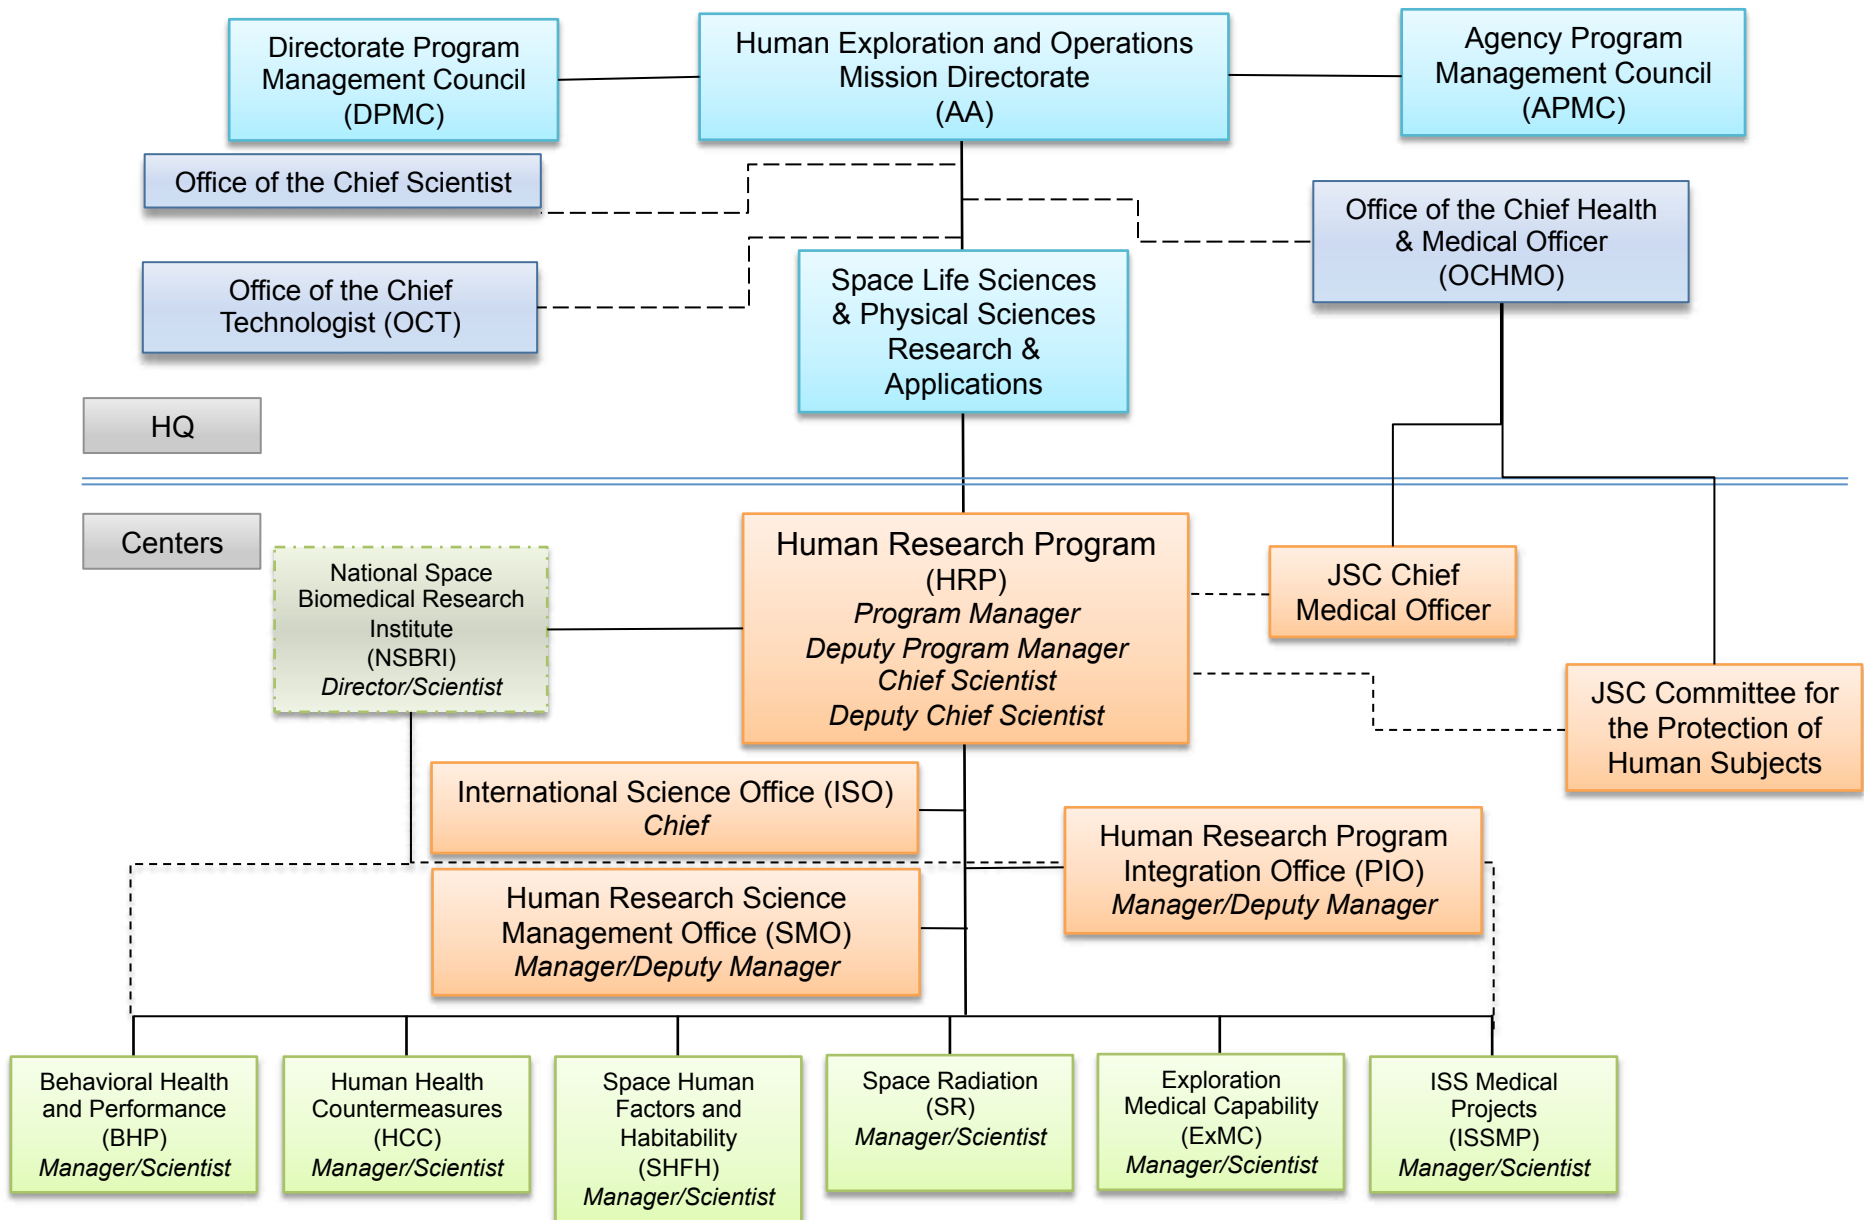 Directorate Program
Management Council
(DPMC)
Human Exploration and Operations
Mission Directorate
(AA)
Agency Program
Management Council
(APMC)
Office of the Chief Scientist
Office of the Chief Health
& Medical Officer
(OCHMO)
Office of the Chief
Technologist (OCT)
Space Life Sciences
& Physical Sciences
Research &
Applications
HQ
Centers
National Space
Biomedical Research
Institute
(NSBRI)
Director/Scientist
Human Research Program
(HRP)
Program Manager
Deputy Program Manager
Chief Scientist
Deputy Chief Scientist
JSC Chief
Medical Officer
JSC Committee for
the Protection of
Human Subjects
International Science Office (ISO)
Chief
Human Research Program
Integration Office (PIO)
Manager/Deputy Manager
Human Research Science
Management Office (SMO)
Manager/Deputy Manager
Behavioral Health
and Performance
(BHP)
Manager/Scientist
Human Health
Countermeasures
(HCC)
Manager/Scientist
Space Human
Factors and
Habitability
(SHFH)
Manager/Scientist
Space Radiation
(SR)
Manager/Scientist
Exploration
Medical Capability
(ExMC)
Manager/Scientist
ISS Medical
Projects
(ISSMP)
Manager/Scientist